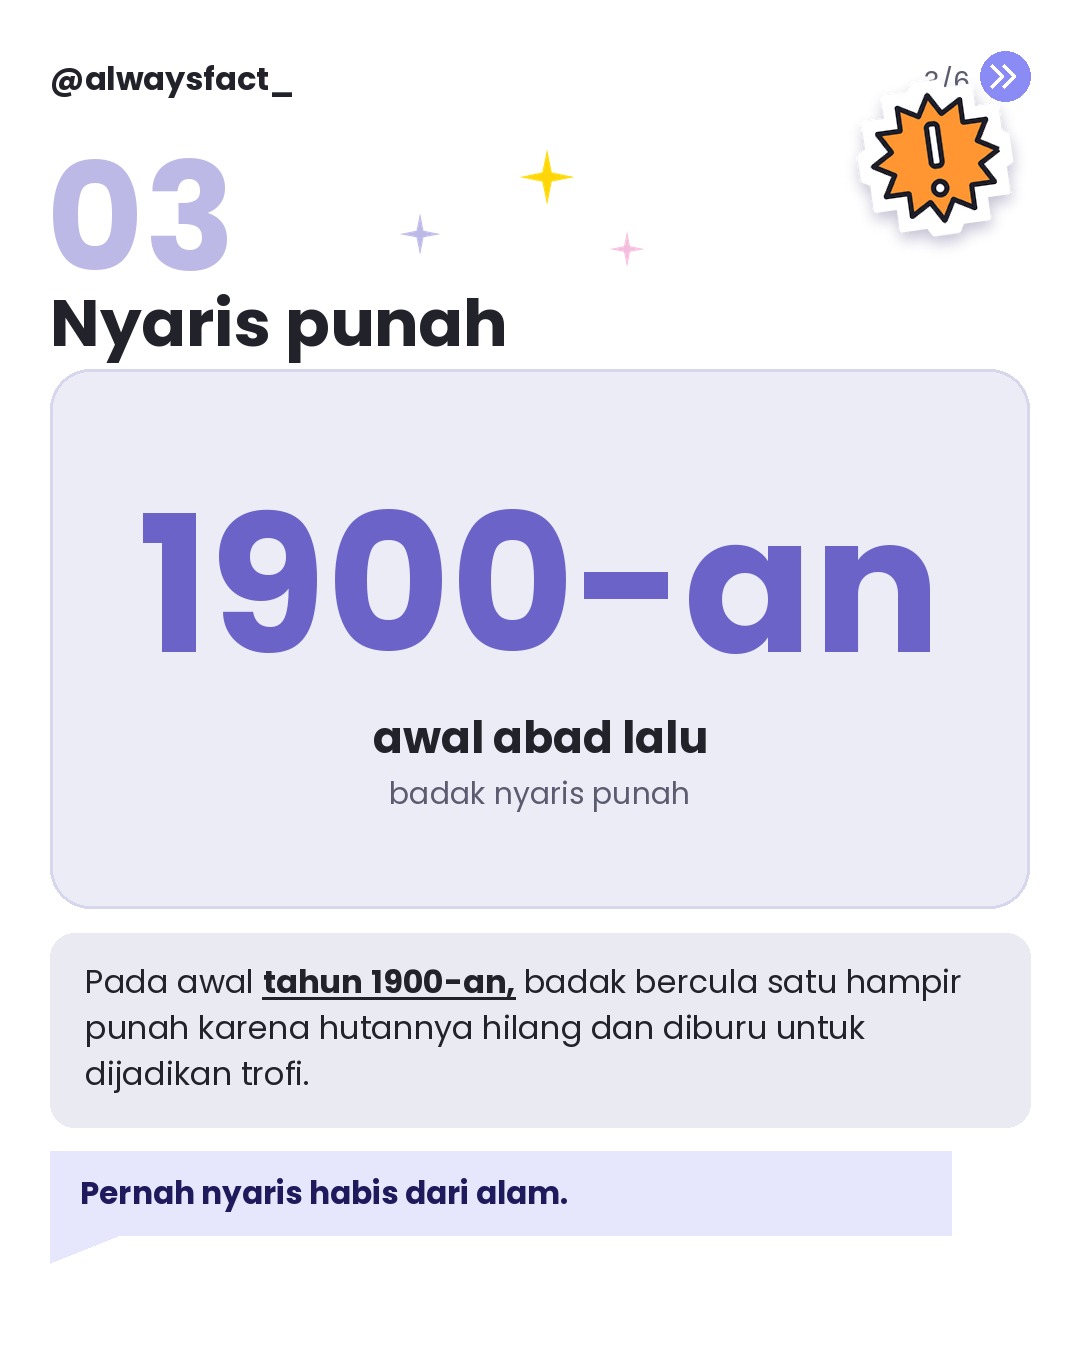 @alwaysfact_
/6
03
Nyaris punah
1900-an
awal abad lalu
badak nyaris punah
Pada awal tahun 1900-an, badak bercula satu hampir
punah karena hutannya hilang dan diburu untuk
dijadikan trofi.
Pernah nyaris habis dari alam.